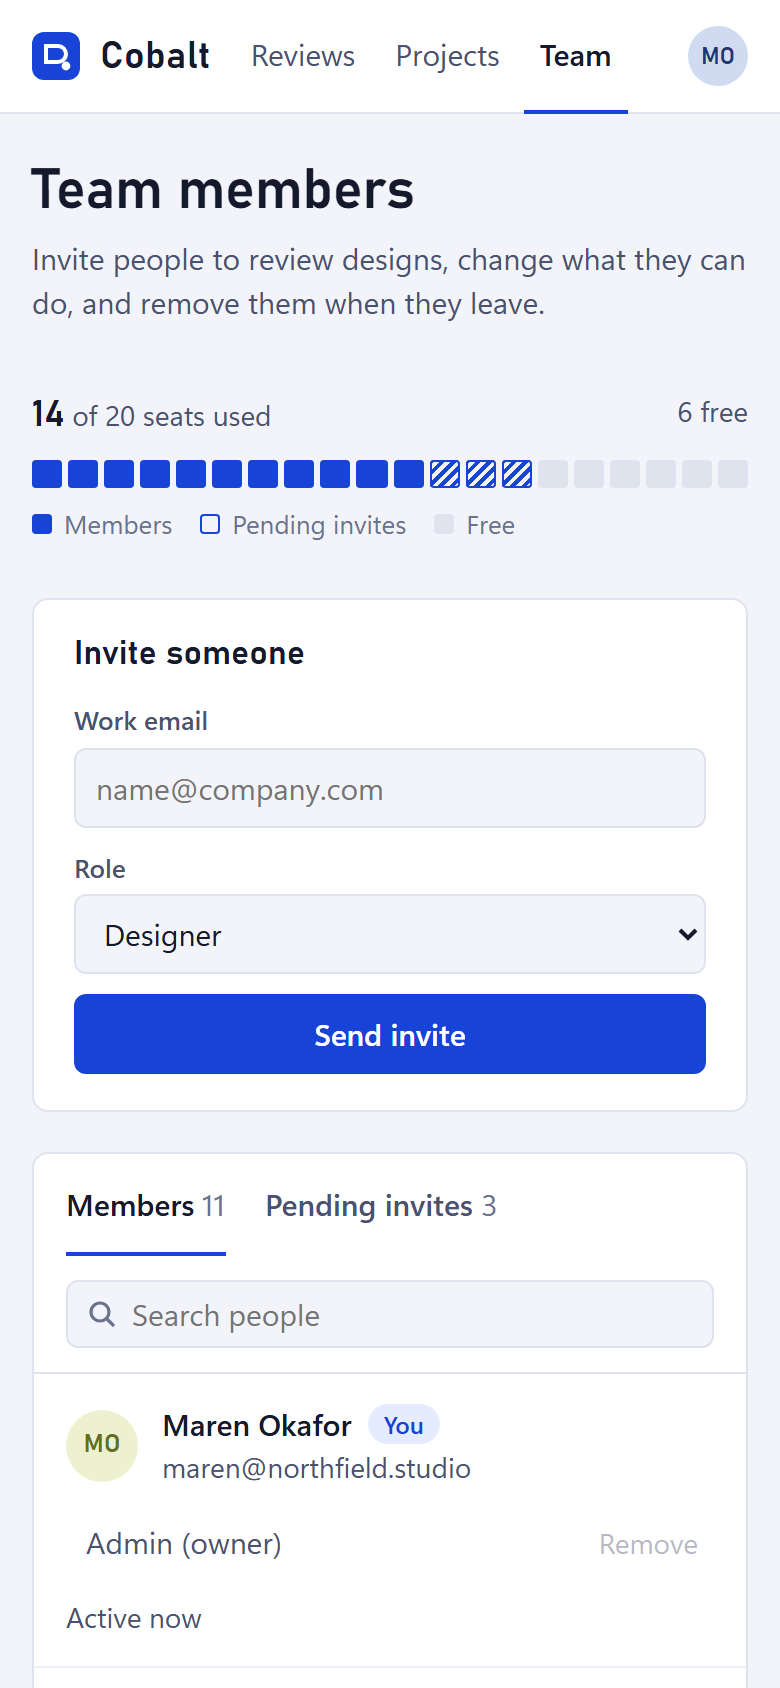 Cobalt Reviews Projects Team MO
Team members
Invite people to review designs, change what they can
do, and remove them when they leave.
14 of 20 seats used 6 free
Members Pending invites Free
Invite someone
Work email
name@company.com
Role
Designer
Send invite
Members 11 Pending invites 3
Search people
MO Maren Okafor You
maren@northfield.studio
Admin (owner) Remove
Active now